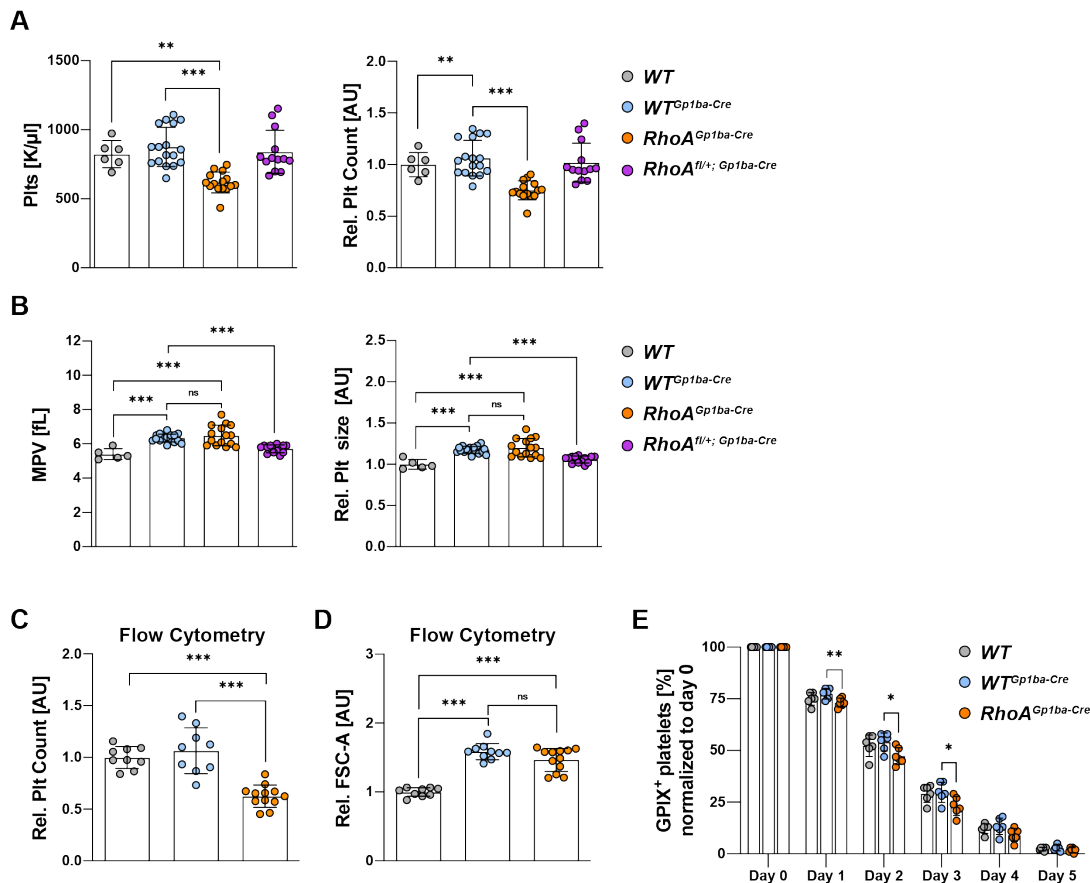 A
Plts [K/µl]
1500
1000
500
0
**
***
Rel. Plt Count [AU]
2.0
1.5
1.0
0.5
0.0
**
***
WT
WT^Gp1ba-Cre
RhoA^Gp1ba-Cre
RhoA^fl/+; Gp1ba-Cre
B
MPV [fL]
12
10
8
6
4
2
0
***
***
***
ns
Rel. Plt size [AU]
2.5
2.0
1.5
1.0
0.5
0.0
***
***
***
ns
WT
WT^Gp1ba-Cre
RhoA^Gp1ba-Cre
RhoA^fl/+; Gp1ba-Cre
C
Flow Cytometry
Rel. Plt Count [AU]
2.0
1.5
1.0
0.5
0.0
***
***
D
Flow Cytometry
Rel. FSC-A [AU]
3
2
1
0
***
***
ns
E
GPIX⁺ platelets [%]
normalized to day 0
100
75
50
25
0
**
*
*
Day 0 Day 1 Day 2 Day 3 Day 4 Day 5
WT
WT^Gp1ba-Cre
RhoA^Gp1ba-Cre